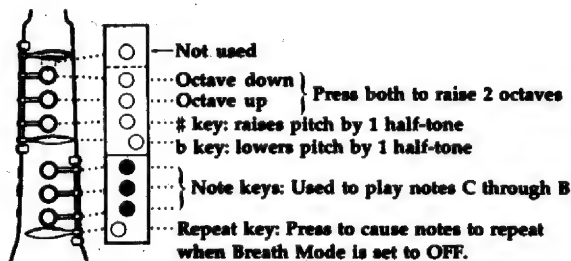 Not used
Octave down
Octave up
Press both to raise 2 octaves
# key: raises pitch by 1 half-tone
b key: lowers pitch by 1 half-tone
Note keys: Used to play notes C through B
Repeat key: Press to cause notes to repeat
when Breath Mode is set to OFF.